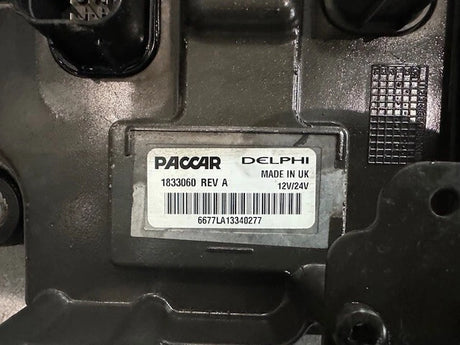 PACCAR DELPHI
MADE IN UK
1833060 REV A 12V/24V
6677LA13340277